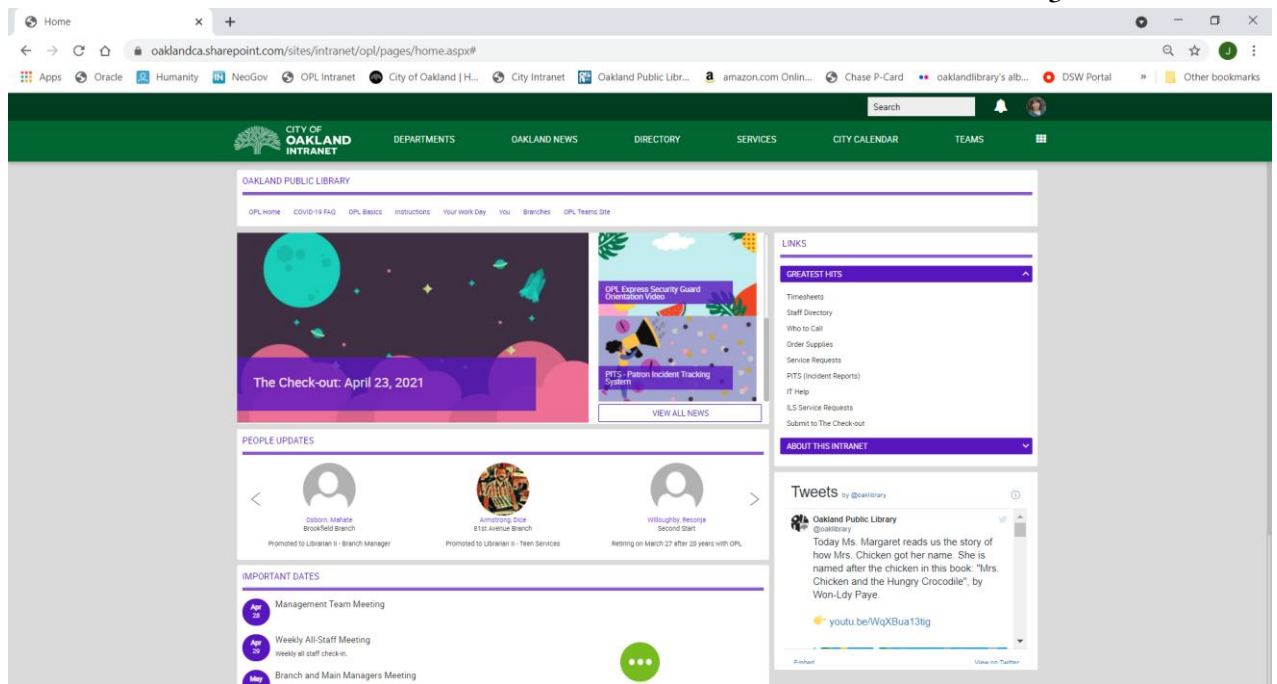 Home
oaklandca.sharepoint.com/sites/intranet/opl/pages/home.aspx#
J
Apps Oracle Humanity NeoGov OPL Intranet City of Oakland | H... City Intranet Oakland Public Libr... amazon.com Onlin... Chase P-Card oaklandlibrary's alb... DSW Portal » Other bookmarks
Search
CITY OF
OAKLAND
INTRANET
DEPARTMENTS OAKLAND NEWS DIRECTORY SERVICES CITY CALENDAR TEAMS
OAKLAND PUBLIC LIBRARY
OPL Home COVID-19 FAQ OPL Basics Instructions Your Work Day You Branches OPL Teams Site
The Check-out: April 23, 2021
OPL Express Security Guard
Orientation Video
PITS - Patron Incident Tracking
System
VIEW ALL NEWS
LINKS
GREATEST HITS
Timesheets
Staff Directory
Who to Call
Order Supplies
Service Requests
PITS (Incident Reports)
IT Help
ILS Service Requests
Submit to The Check-out
ABOUT THIS INTRANET
PEOPLE UPDATES
Osborn, Mahate
Brookfield Branch
Promoted to Librarian II - Branch Manager
Armstrong, Dice
81st Avenue Branch
Promoted to Librarian II - Teen Services
Willoughby, Resonja
Second Start
Retiring on March 27 after 20 years with OPL
IMPORTANT DATES
Apr
28
Management Team Meeting
Apr
29
Weekly All-Staff Meeting
Weekly all staff check-in.
May
Branch and Main Managers Meeting
Tweets by @oaklibrary
Oakland Public Library
@oaklibrary
Today Ms. Margaret reads us the story of
how Mrs. Chicken got her name. She is
named after the chicken in this book: "Mrs.
Chicken and the Hungry Crocodile", by
Won-Ldy Paye.
youtu.be/WqXBua13tig
Embed View on Twitter